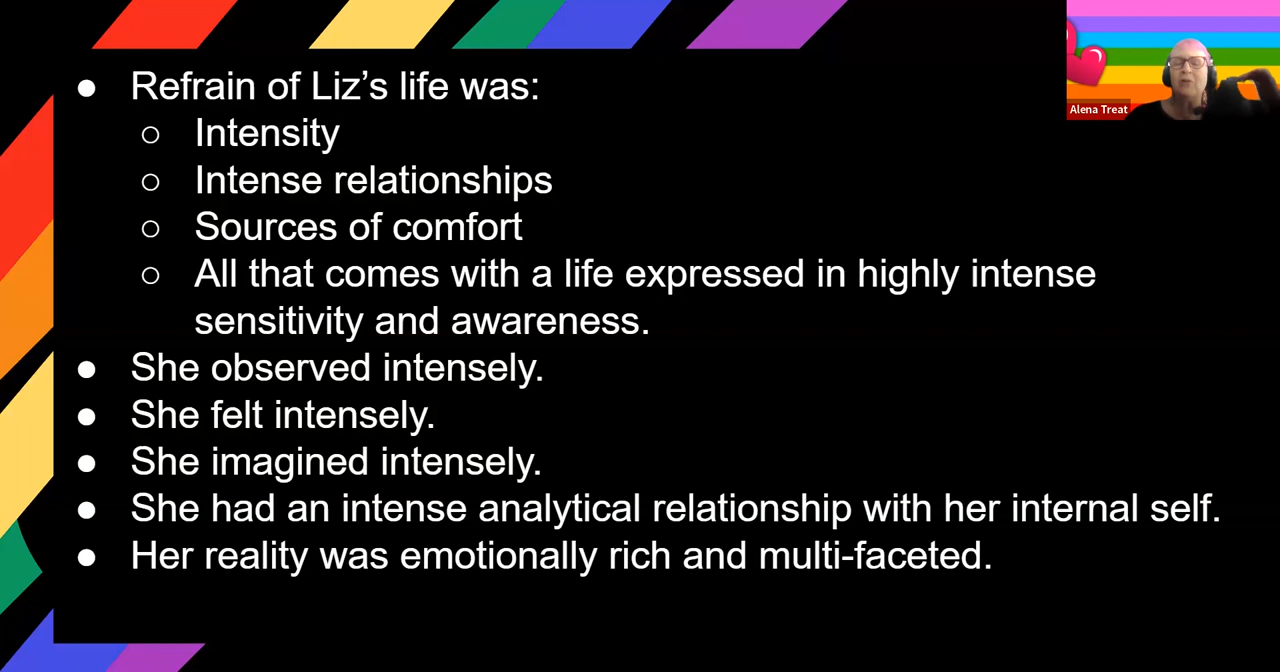 ● Refrain of Liz’s life was:
○ Intensity
○ Intense relationships
○ Sources of comfort
○ All that comes with a life expressed in highly intense
sensitivity and awareness.
● She observed intensely.
● She felt intensely.
● She imagined intensely.
● She had an intense analytical relationship with her internal self.
● Her reality was emotionally rich and multi-faceted.
Alena Treat